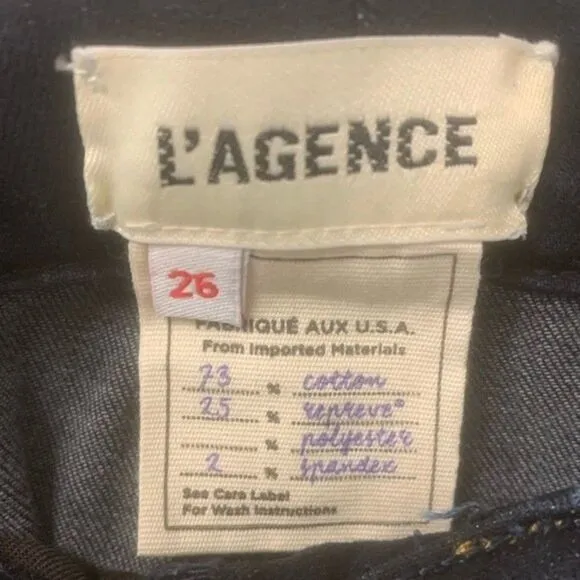 L'AGENCE
26
FABRIQUÉ AUX U.S.A.
From Imported Materials
73 % cotton
25 % repreve®
% polyester
2 % spandex
See Care Label
For Wash Instructions